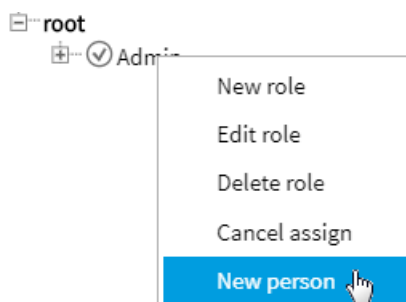 root
Admin
New role
Edit role
Delete role
Cancel assign
New person